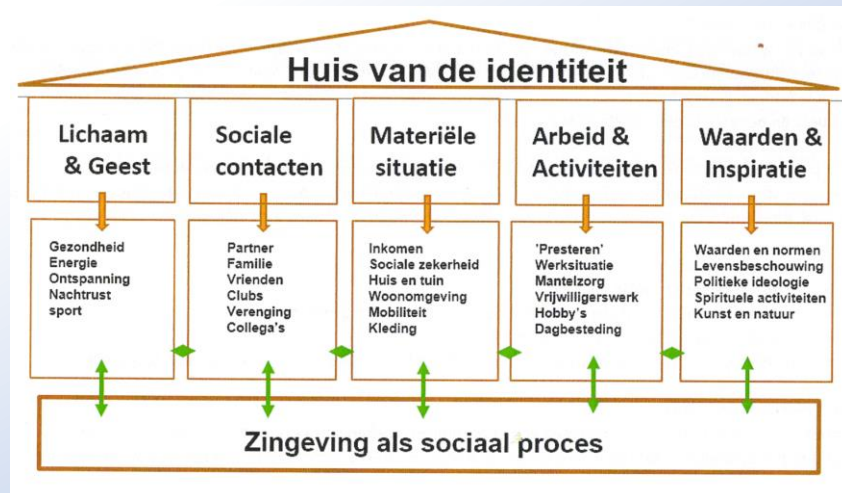 Huis van de identiteit
Lichaam
& Geest
Sociale
contacten
Materiële
situatie
Arbeid &
Activiteiten
Waarden &
Inspiratie
Gezondheid
Energie
Ontspanning
Nachtrust
sport
Partner
Familie
Vrienden
Clubs
Verenging
Collega's
Inkomen
Sociale zekerheid
Huis en tuin
Woonomgeving
Mobiliteit
Kleding
'Presteren'
Werksituatie
Mantelzorg
Vrijwilligerswerk
Hobby's
Dagbesteding
Waarden en normen
Levensbeschouwing
Politieke ideologie
Spirituele activiteiten
Kunst en natuur
Zingeving als sociaal proces